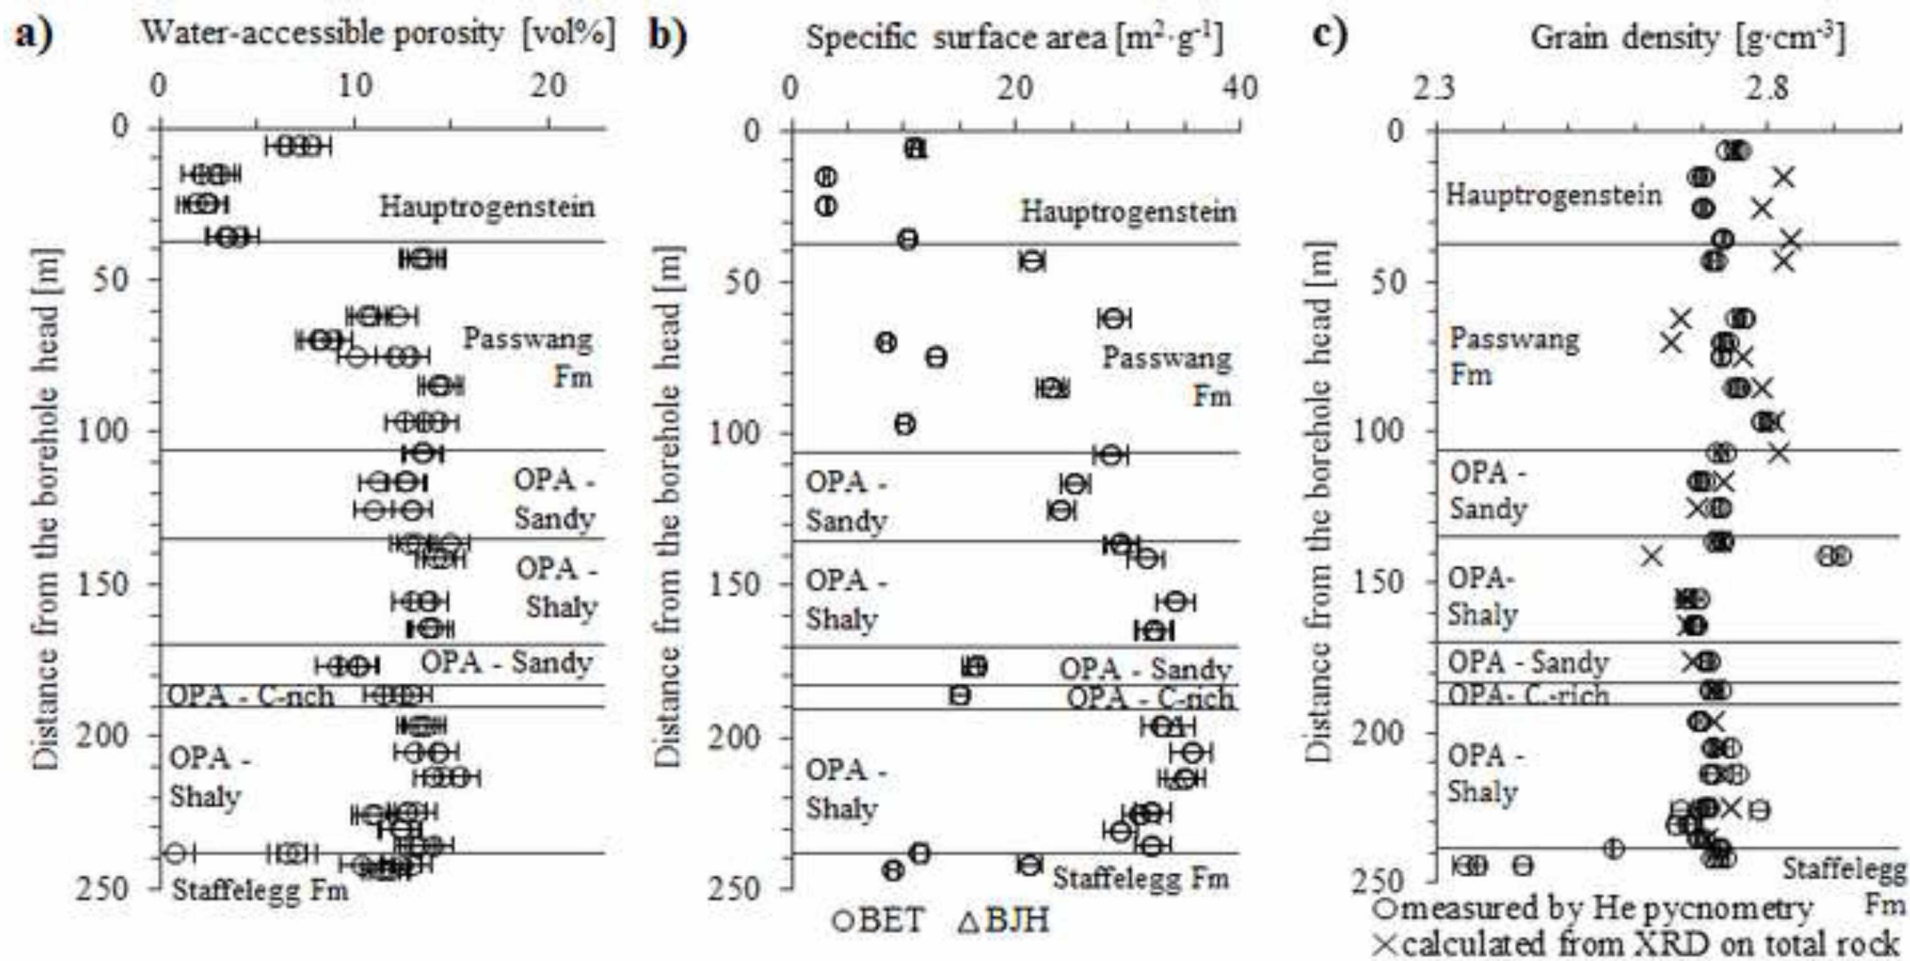 a) Water-accessible porosity [vol%]
0 10 20
Distance from the borehole head [m]
0
50
100
150
200
250
Hauptrogenstein
Passwang
Fm
OPA -
Sandy
OPA -
Shaly
OPA - Sandy
OPA - C-rich
OPA -
Shaly
Staffelegg Fm
b) Specific surface area [m²·g⁻¹]
0 20 40
Distance from the borehole head [m]
0
50
100
150
200
250
Hauptrogenstein
Passwang
Fm
OPA -
Sandy
OPA -
Shaly
OPA - Sandy
OPA - C-rich
OPA -
Shaly
Staffelegg Fm
BET BJH
c) Grain density [g·cm⁻³]
2.3 2.8
Distance from the borehole head [m]
0
50
100
150
200
250
Hauptrogenstein
Passwang
Fm
OPA -
Sandy
OPA-
Shaly
OPA - Sandy
OPA- C.-rich
OPA -
Shaly
Staffelegg
Fm
measured by He pycnometry
calculated from XRD on total rock